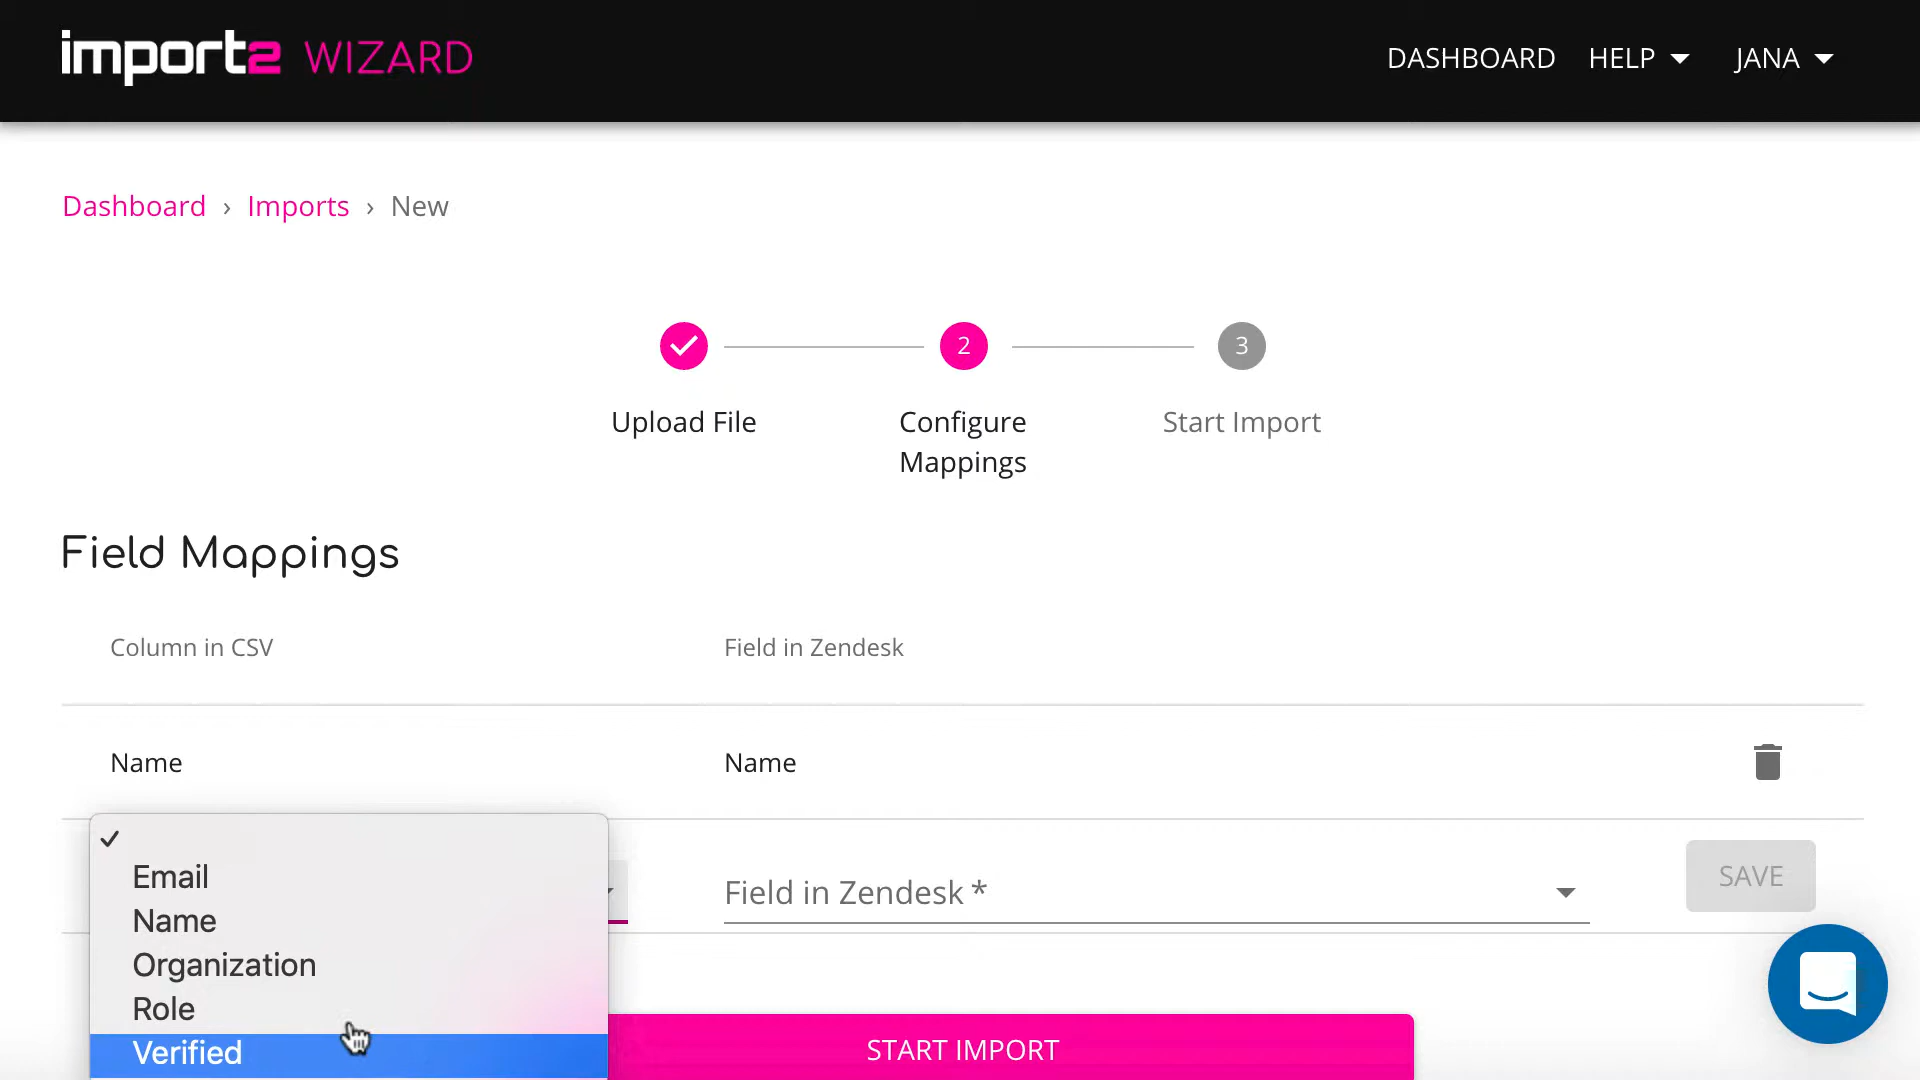 import2 WIZARD
DASHBOARD HELP JANA
Dashboard › Imports › New
2
3
Upload File
Configure
Mappings
Start Import
Field Mappings
Column in CSV
Field in Zendesk
Name
Name
Email
Name
Organization
Role
Verified
Field in Zendesk *
SAVE
START IMPORT